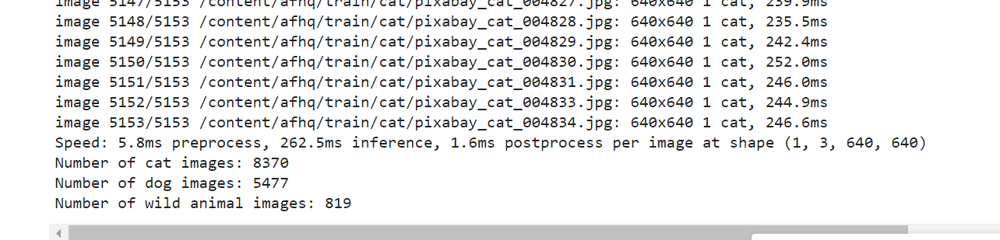 image 5147/5153 /content/afhq/train/cat/pixabay_cat_004827.jpg: 640x640 1 cat, 239.9ms
image 5148/5153 /content/afhq/train/cat/pixabay_cat_004828.jpg: 640x640 1 cat, 235.5ms
image 5149/5153 /content/afhq/train/cat/pixabay_cat_004829.jpg: 640x640 1 cat, 242.4ms
image 5150/5153 /content/afhq/train/cat/pixabay_cat_004830.jpg: 640x640 1 cat, 252.0ms
image 5151/5153 /content/afhq/train/cat/pixabay_cat_004831.jpg: 640x640 1 cat, 246.0ms
image 5152/5153 /content/afhq/train/cat/pixabay_cat_004833.jpg: 640x640 1 cat, 244.9ms
image 5153/5153 /content/afhq/train/cat/pixabay_cat_004834.jpg: 640x640 1 cat, 246.6ms
Speed: 5.8ms preprocess, 262.5ms inference, 1.6ms postprocess per image at shape (1, 3, 640, 640)
Number of cat images: 8370
Number of dog images: 5477
Number of wild animal images: 819